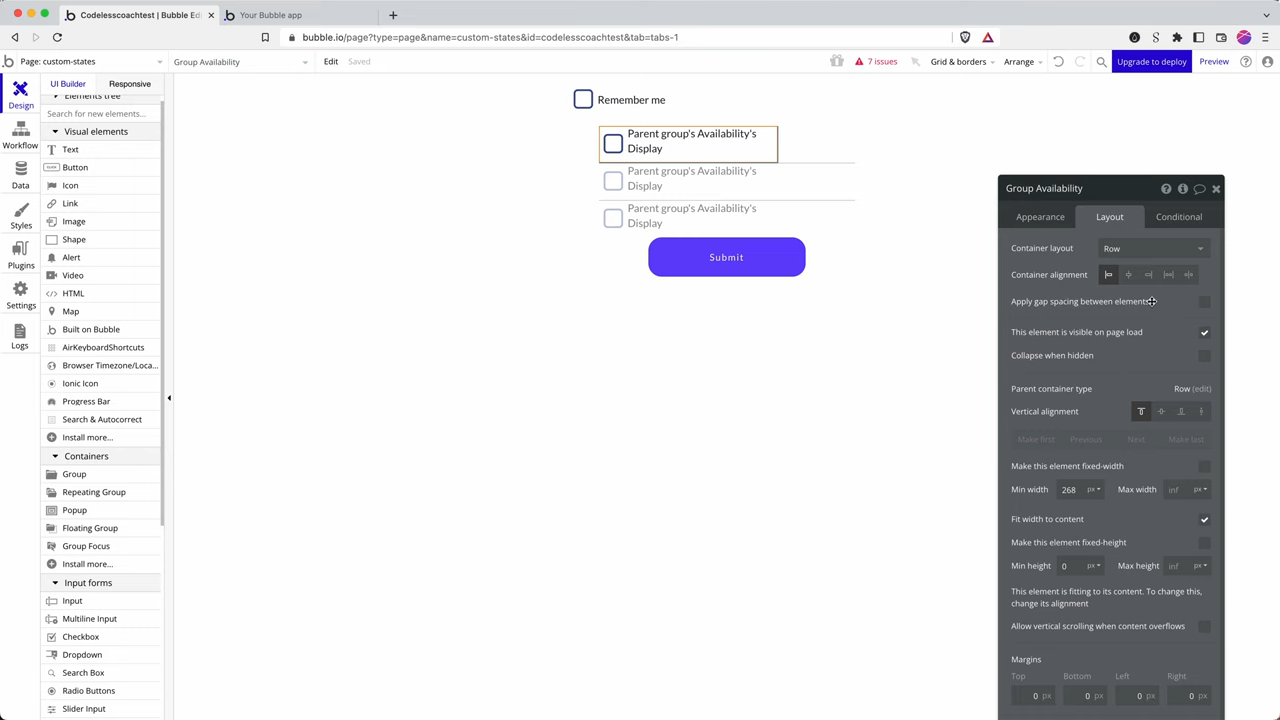 Codelesscoachtest | Bubble Ed
Your Bubble app
bubble.io/page?type=page&name=custom-states&id=codelesscoachtest&tab=tabs-1
Page: custom-states
Group Availability
Edit
Saved
7 issues
Grid & borders
Arrange
Upgrade to deploy
Preview
Design
Workflow
Data
Styles
Plugins
Settings
Logs
UI Builder
Responsive
Elements tree
Search for new elements...
Visual elements
Text
Button
Icon
Link
Image
Shape
Alert
Video
HTML
Map
Built on Bubble
AirKeyboardShortcuts
Browser Timezone/Loca...
Ionic Icon
Progress Bar
Search & Autocorrect
Install more...
Containers
Group
Repeating Group
Popup
Floating Group
Group Focus
Install more...
Input forms
Input
Multiline Input
Checkbox
Dropdown
Search Box
Radio Buttons
Slider Input
Remember me
Parent group's Availability's
Display
Parent group's Availability's
Display
Parent group's Availability's
Display
Submit
Group Availability
Appearance
Layout
Conditional
Container layout
Row
Container alignment
Apply gap spacing between elements
This element is visible on page load
Collapse when hidden
Parent container type
Row (edit)
Vertical alignment
Make first
Previous
Next
Make last
Make this element fixed-width
Min width 268 px
Max width inf px
Fit width to content
Make this element fixed-height
Min height 0 px
Max height inf px
This element is fitting to its content. To change this,
change its alignment
Allow vertical scrolling when content overflows
Margins
Top Bottom Left Right
0 px 0 px 0 px 0 px